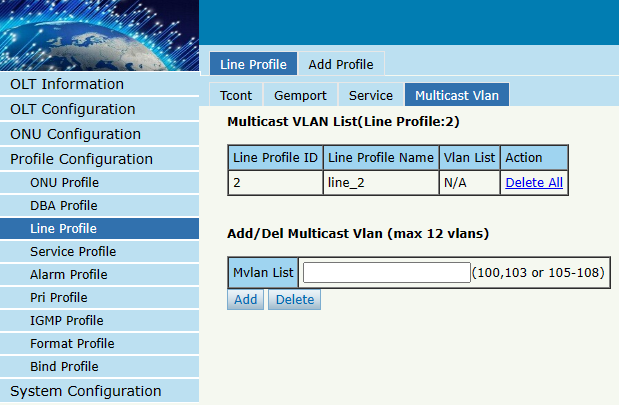 OLT Information
OLT Configuration
ONU Configuration
Profile Configuration
ONU Profile
DBA Profile
Line Profile
Service Profile
Alarm Profile
Pri Profile
IGMP Profile
Format Profile
Bind Profile
System Configuration
Line Profile Add Profile
Tcont Gemport Service Multicast Vlan
Multicast VLAN List(Line Profile:2)
Line Profile ID Line Profile Name Vlan List Action
2 line_2 N/A Delete All
Add/Del Multicast Vlan (max 12 vlans)
Mvlan List (100,103 or 105-108)
Add Delete